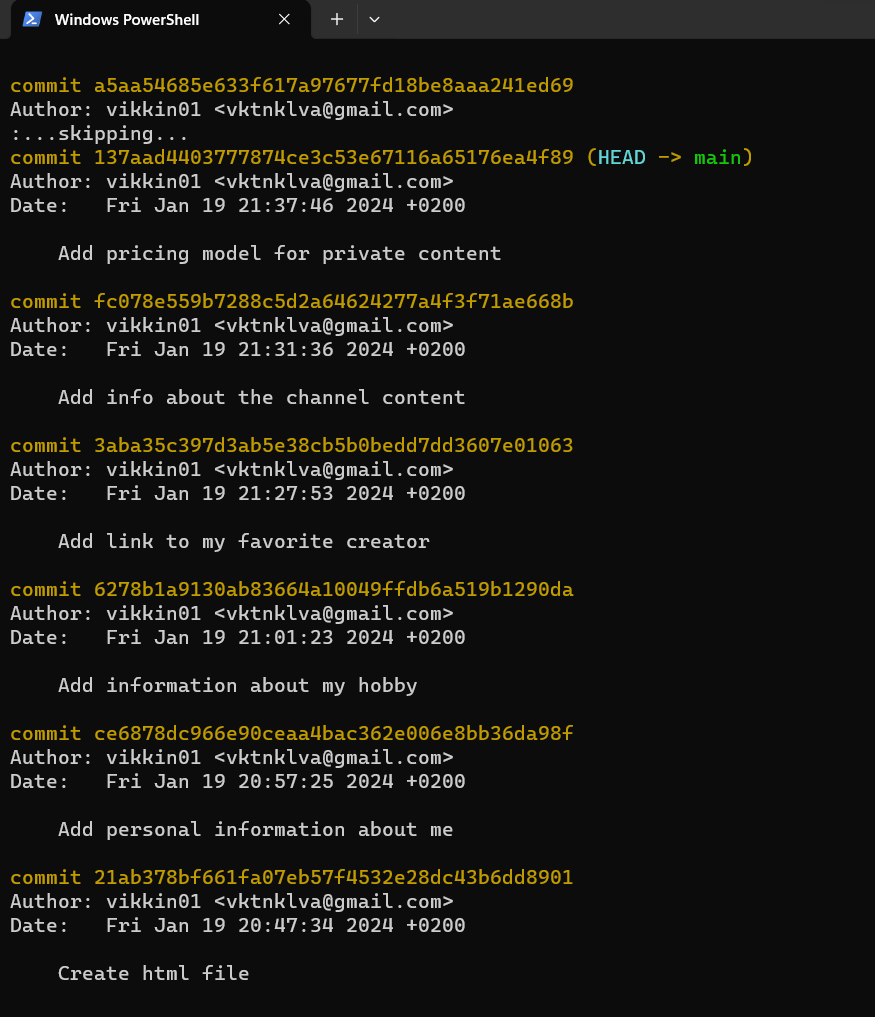 Windows PowerShell
commit a5aa54685e633f617a97677fd18be8aaa241ed69
Author: vikkin01 <vktnklva@gmail.com>
:...skipping...
commit 137aad4403777874ce3c53e67116a65176ea4f89 (HEAD -> main)
Author: vikkin01 <vktnklva@gmail.com>
Date:   Fri Jan 19 21:37:46 2024 +0200
    Add pricing model for private content
commit fc078e559b7288c5d2a64624277a4f3f71ae668b
Author: vikkin01 <vktnklva@gmail.com>
Date:   Fri Jan 19 21:31:36 2024 +0200
    Add info about the channel content
commit 3aba35c397d3ab5e38cb5b0bedd7dd3607e01063
Author: vikkin01 <vktnklva@gmail.com>
Date:   Fri Jan 19 21:27:53 2024 +0200
    Add link to my favorite creator
commit 6278b1a9130ab83664a10049ffdb6a519b1290da
Author: vikkin01 <vktnklva@gmail.com>
Date:   Fri Jan 19 21:01:23 2024 +0200
    Add information about my hobby
commit ce6878dc966e90ceaa4bac362e006e8bb36da98f
Author: vikkin01 <vktnklva@gmail.com>
Date:   Fri Jan 19 20:57:25 2024 +0200
    Add personal information about me
commit 21ab378bf661fa07eb57f4532e28dc43b6dd8901
Author: vikkin01 <vktnklva@gmail.com>
Date:   Fri Jan 19 20:47:34 2024 +0200
    Create html file